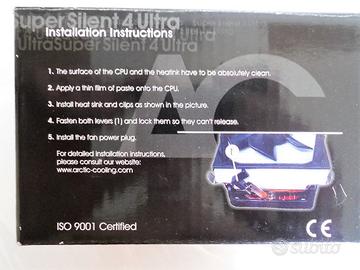 Super Silent 4 Ultra
Installation Instructions
UltraSuper Silent 4 Ultra
1. The surface of the CPU and the heatink have to be absolutely clean.
2. Apply a thin film of paste onto the CPU.
3. Install heat sink and clips as shown in the picture.
4. Fasten both levers (1) and lock them so they can't release.
5. Install the fan power plug.
For detailed installation instructions,
please consult our website:
www.arctic-cooling.com
AC
ISO 9001 Certified
CE
subito